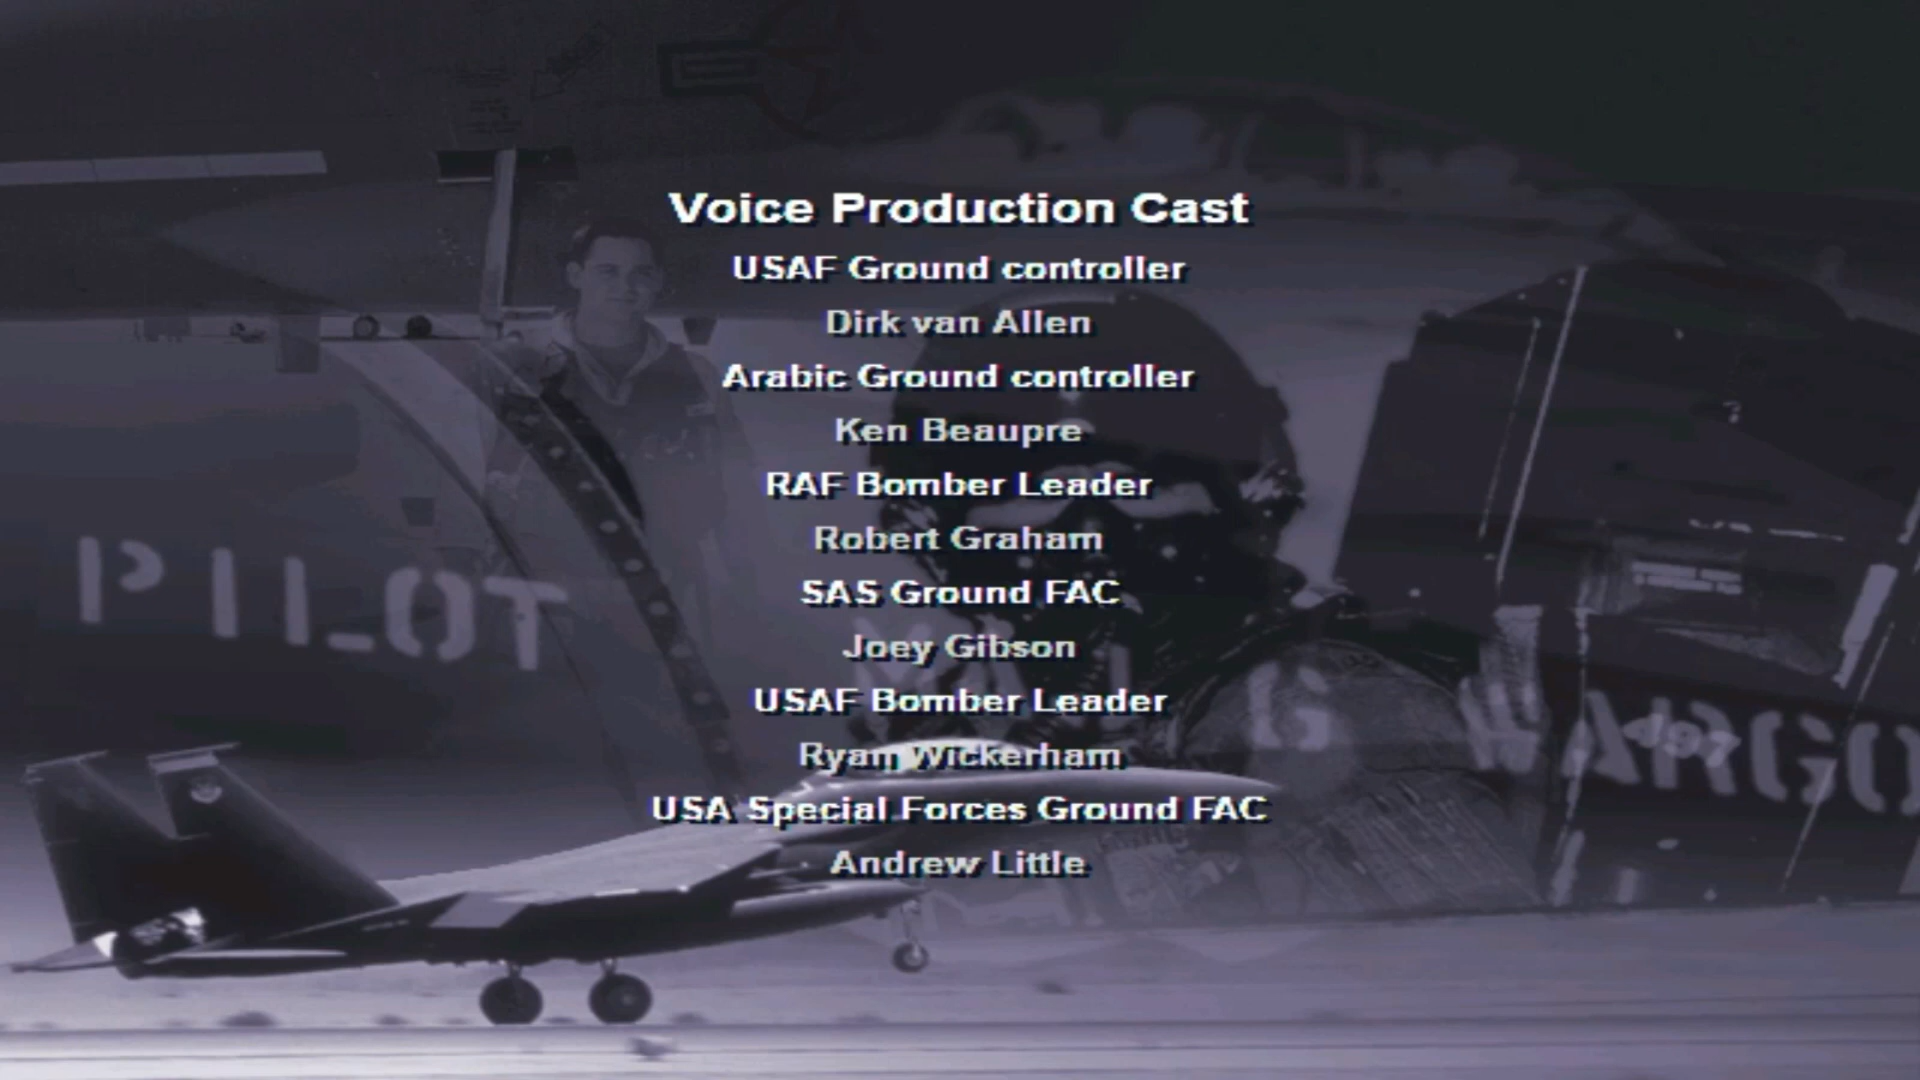 Voice Production Cast
USAF Ground controller
Dirk van Allen
Arabic Ground controller
Ken Beaupre
RAF Bomber Leader
Robert Graham
SAS Ground FAC
Joey Gibson
USAF Bomber Leader
Ryan Wickerham
USA Special Forces Ground FAC
Andrew Little
PILOT